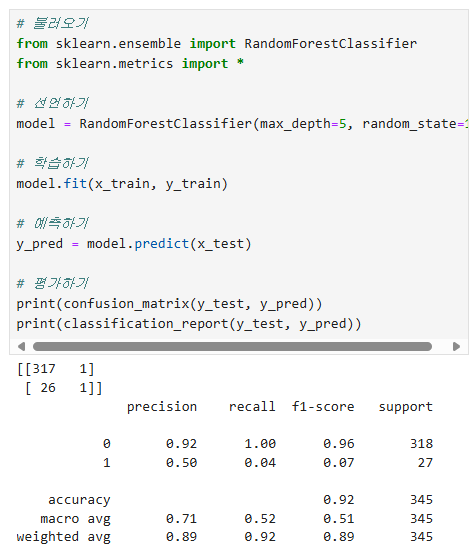 # 불러오기
from sklearn.ensemble import RandomForestClassifier
from sklearn.metrics import *
# 선언하기
model = RandomForestClassifier(max_depth=5, random_state=1
# 학습하기
model.fit(x_train, y_train)
# 예측하기
y_pred = model.predict(x_test)
# 평가하기
print(confusion_matrix(y_test, y_pred))
print(classification_report(y_test, y_pred))
[[317   1]
 [ 26   1]]
              precision    recall  f1-score   support
           0       0.92      1.00      0.96       318
           1       0.50      0.04      0.07        27
    accuracy                           0.92       345
   macro avg       0.71      0.52      0.51       345
weighted avg       0.89      0.92      0.89       345